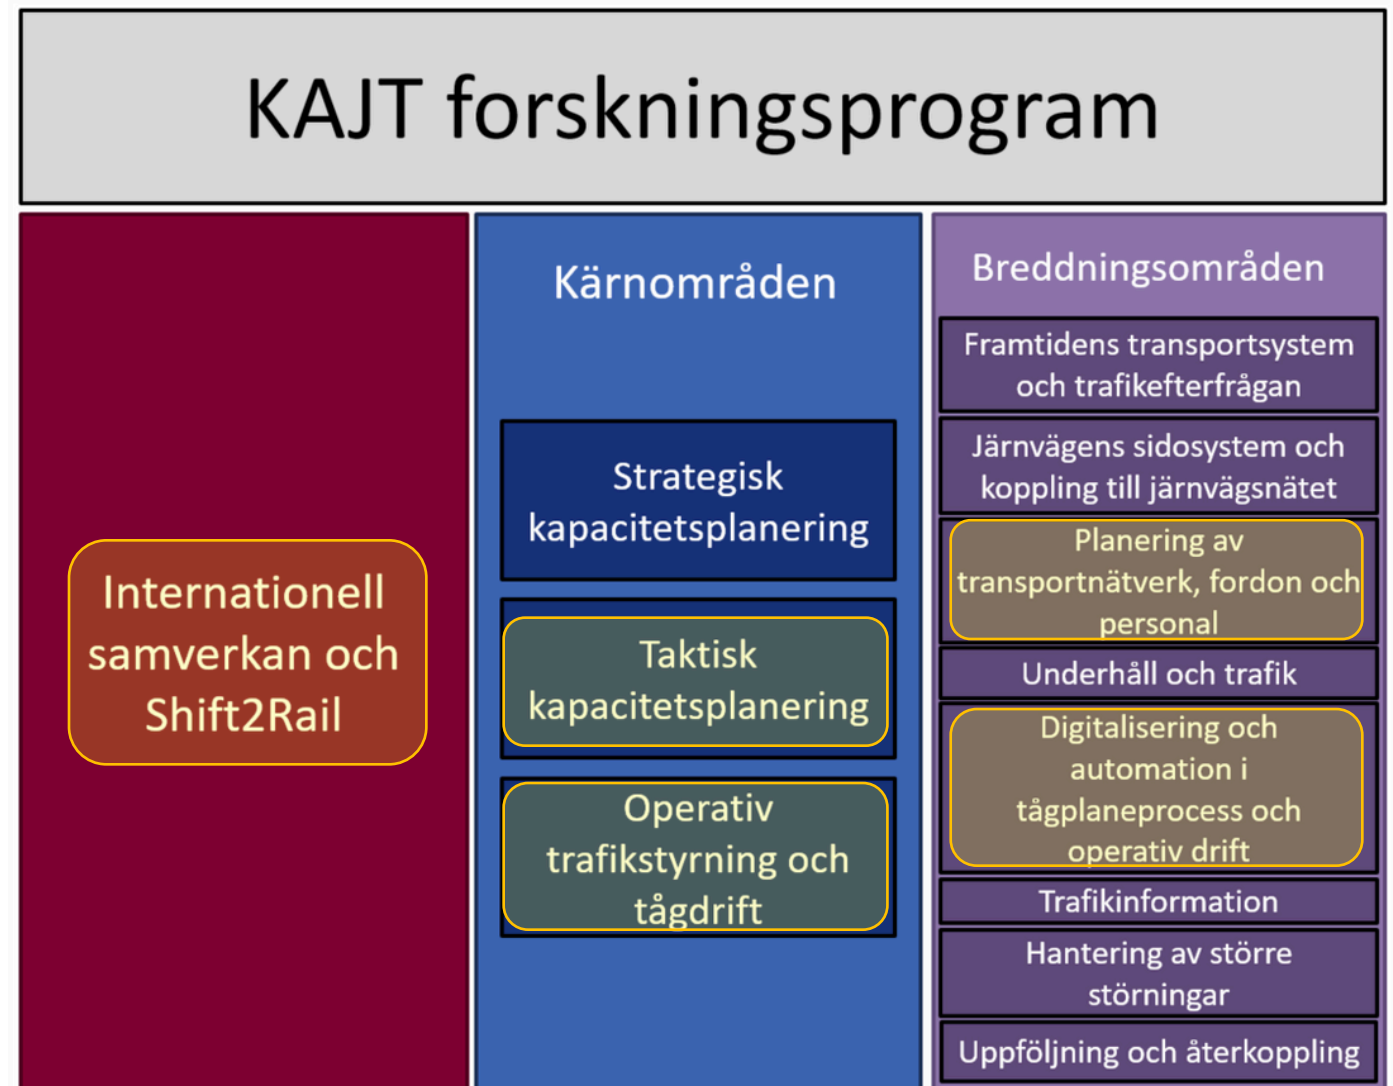 KAJT forskningsprogram
Internationell
samverkan och
Shift2Rail
Kärnområden
Strategisk
kapacitetsplanering
Taktisk
kapacitetsplanering
Operativ
trafikstyrning och
tågdrift
Breddningsområden
Framtidens transportsystem
och trafikefterfrågan
Järnvägens sidosystem och
koppling till järnvägsnätet
Planering av
transportnätverk, fordon och
personal
Underhåll och trafik
Digitalisering och
automation i
tågplaneprocess och
operativ drift
Trafikinformation
Hantering av större
störningar
Uppföljning och återkoppling